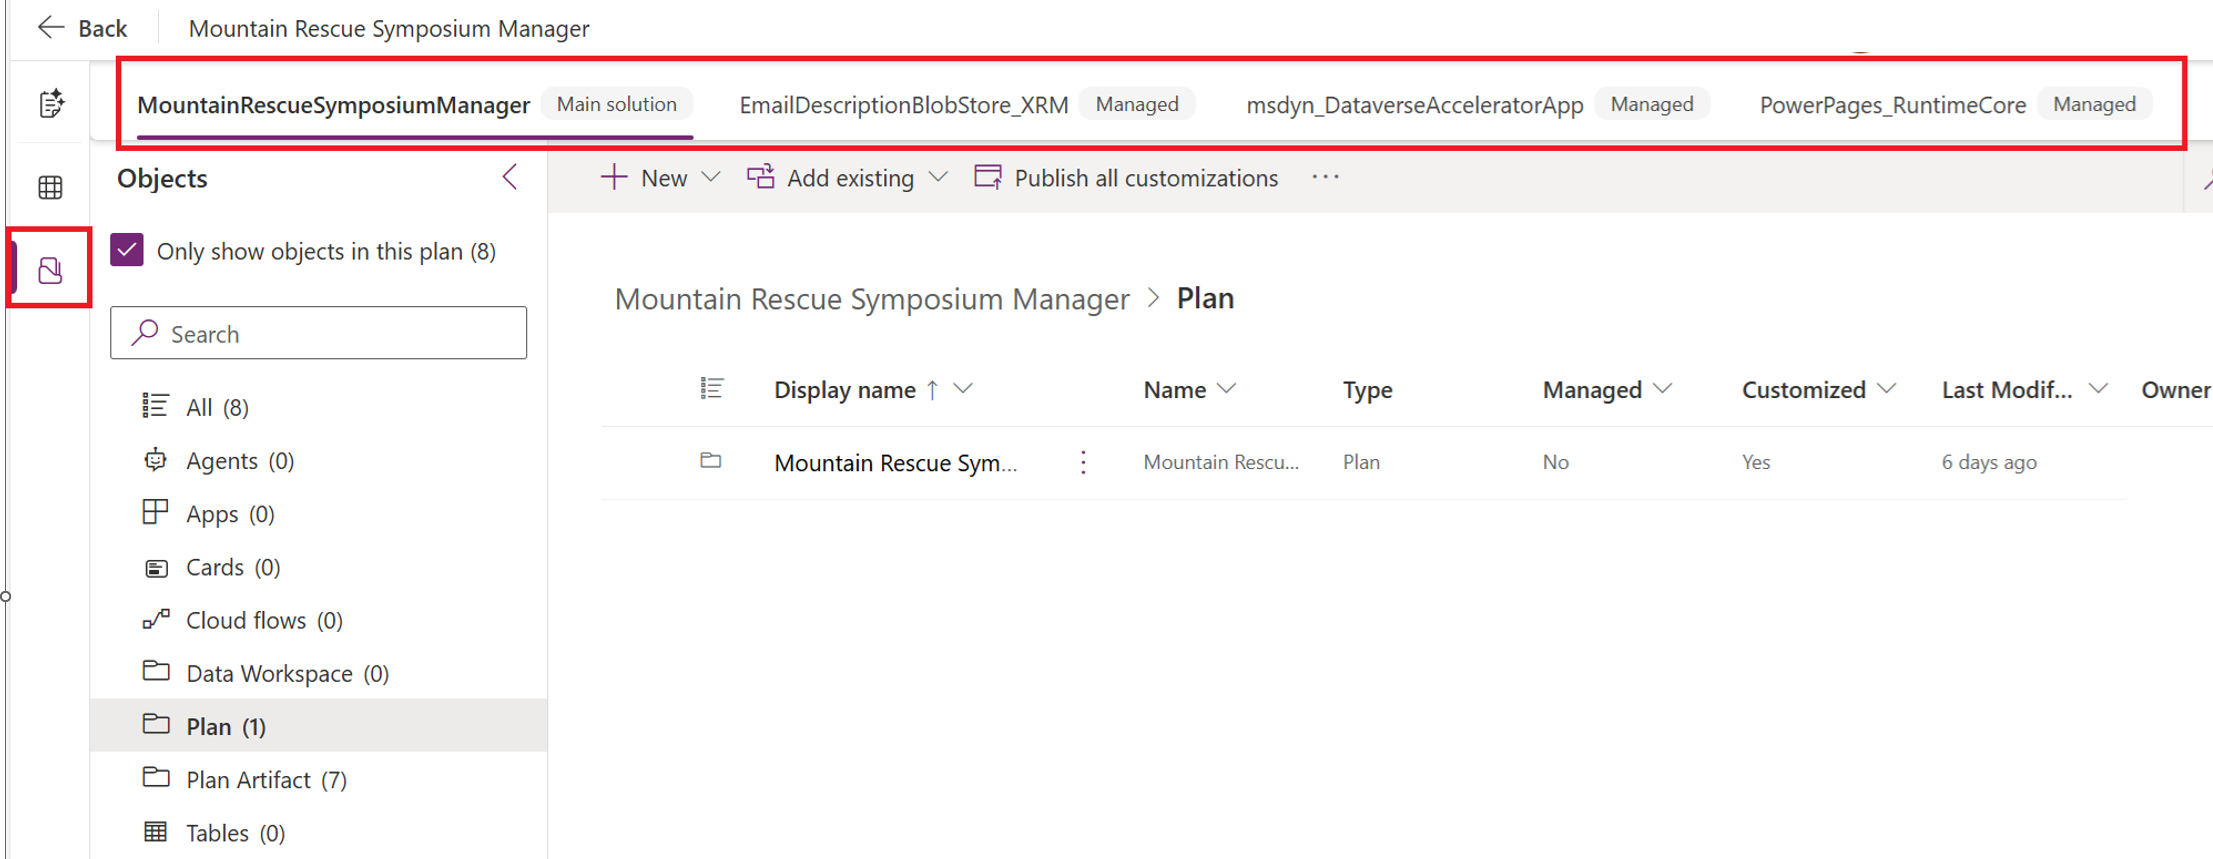 Back Mountain Rescue Symposium Manager
MountainRescueSymposiumManager Main solution EmailDescriptionBlobStore_XRM Managed msdyn_DataverseAcceleratorApp Managed PowerPages_RuntimeCore Managed
Objects
New Add existing Publish all customizations ...
Only show objects in this plan (8)
Search
All (8)
Agents (0)
Apps (0)
Cards (0)
Cloud flows (0)
Data Workspace (0)
Plan (1)
Plan Artifact (7)
Tables (0)
Mountain Rescue Symposium Manager > Plan
Display name ↑ Name Type Managed Customized Last Modif... Owner
Mountain Rescue Sym... Mountain Rescu... Plan No Yes 6 days ago